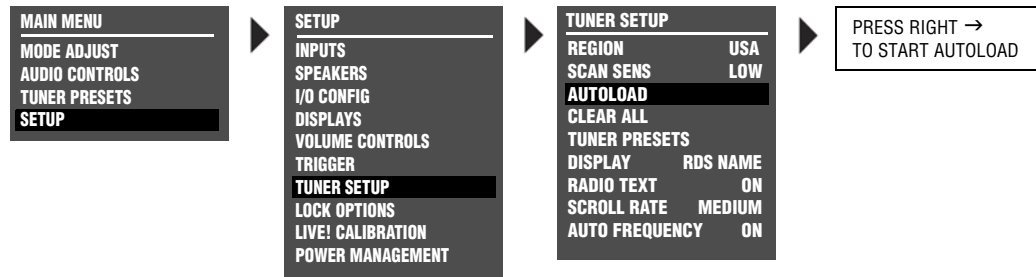 MAIN MENU
MODE ADJUST
AUDIO CONTROLS
TUNER PRESETS
SETUP
SETUP
INPUTS
SPEAKERS
I/O CONFIG
DISPLAYS
VOLUME CONTROLS
TRIGGER
TUNER SETUP
LOCK OPTIONS
LIVE! CALIBRATION
POWER MANAGEMENT
TUNER SETUP
REGION USA
SCAN SENS LOW
AUTOLOAD
CLEAR ALL
TUNER PRESETS
DISPLAY RDS NAME
RADIO TEXT ON
SCROLL RATE MEDIUM
AUTO FREQUENCY ON
PRESS RIGHT →
TO START AUTOLOAD